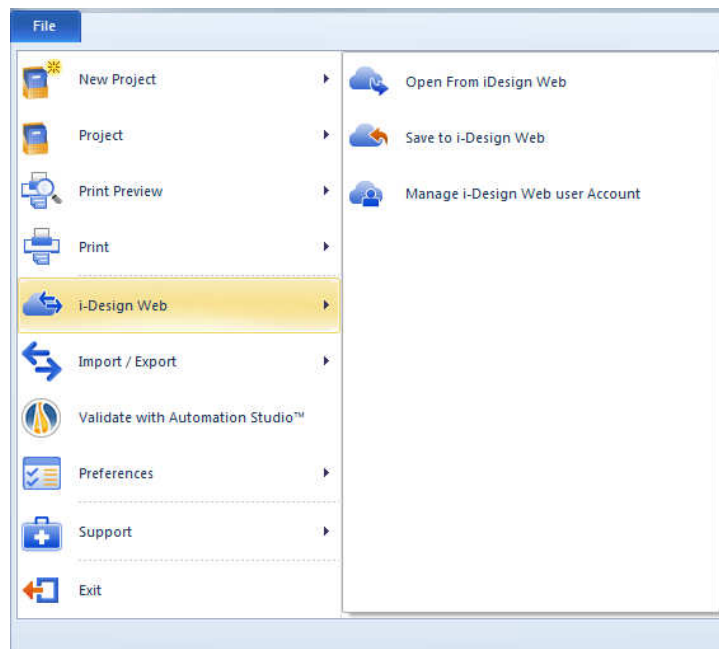 File
New Project
Project
Print Preview
Print
i-Design Web
Import / Export
Validate with Automation Studio™
Preferences
Support
Exit
Open From iDesign Web
Save to i-Design Web
Manage i-Design Web user Account